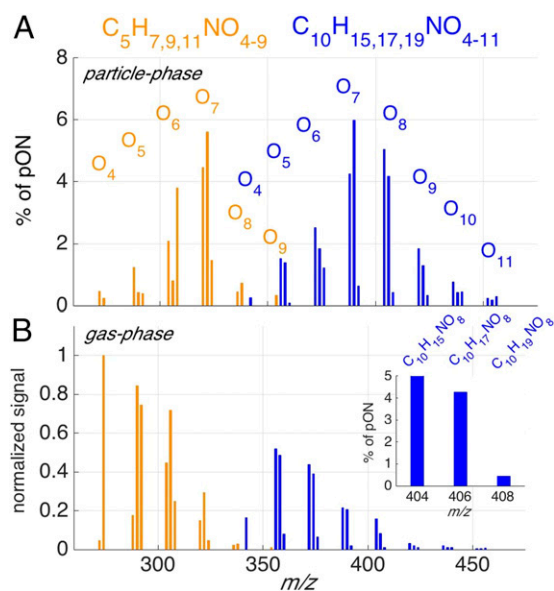 A
C5H7,9,11NO4-9 C10H15,17,19NO4-11
particle-phase
% of pON
8
6
4
2
0
O4 O5 O6 O7 O8 O9
O4 O5 O6 O7 O8 O9 O10 O11
B
gas-phase
normalized signal
1
0.8
0.6
0.4
0.2
0
300 350 400 450
m/z
C10H15NO8 C10H17NO8 C10H19NO8
% of pON
5
4
3
2
1
0
404 406 408
m/z